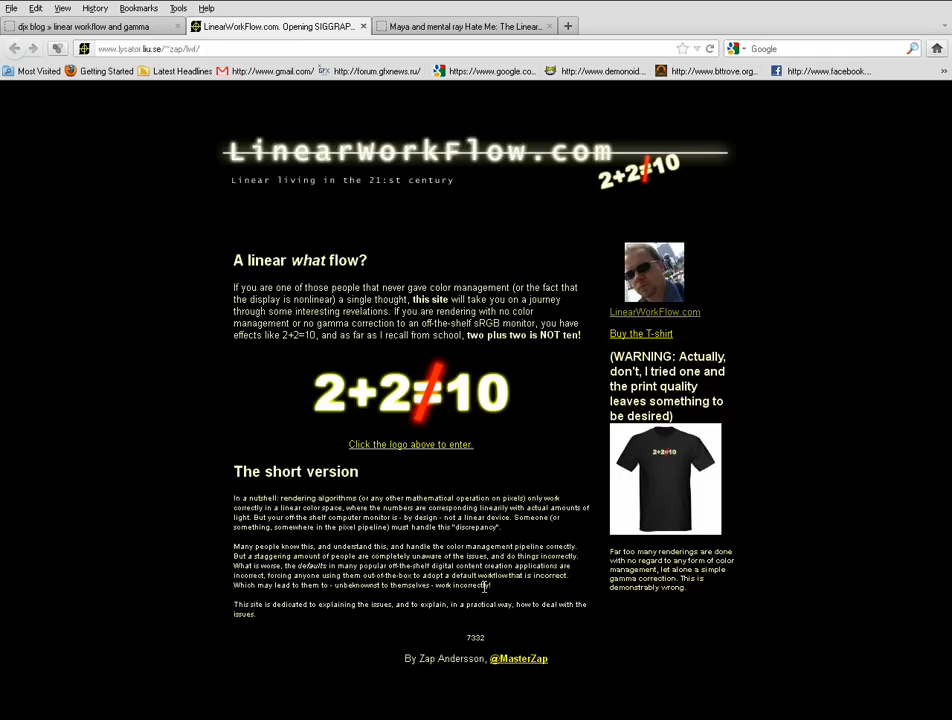 File Edit View History Bookmarks Tools Help
djx blog » linear workflow and gamma × LinearWorkFlow.com. Opening SIGGRAP... × Maya and mental ray Hate Me: The Linear... × +
www.lysator.liu.se/~zap/lwf/ Google
Most Visited Getting Started Latest Headlines http://www.gmail.com/ GFX http://forum.gfxnews.ru/ https://www.google.co... http://www.demonoid... http://www.bttrove.org... http://www.facebook... »
LinearWorkFlow.com
2+2=10
Linear living in the 21:st century
A linear what flow?
If you are one of those people that never gave color management (or the fact that
the display is nonlinear) a single thought, this site will take you on a journey
through some interesting revelations. If you are rendering with no color
management or no gamma correction to an off-the-shelf sRGB monitor, you have
effects like 2+2=10, and as far as I recall from school, two plus two is NOT ten!
2+2=10
Click the logo above to enter.
The short version
In a nutshell: rendering algorithms (or any other mathematical operation on pixels) only work
correctly in a linear color space, where the numbers are corresponding linearily with actual amounts of
light. But your off-the shelf computer monitor is - by design - not a linear device. Someone (or
something, somewhere in the pixel pipeline) must handle this "discrepancy".
Many people know this, and understand this, and handle the color management pipeline correctly.
But a staggering amount of people are completely unaware of the issues, and do things incorrectly.
What is worse, the defaults in many popular off-the-shelf digital content creation applications are
incorrect, forcing anyone using them out-of-the-box to adopt a default workflow that is incorrect.
Which may lead to them to - unbeknownst to themselves - work incorrectly!
This site is dedicated to explaining the issues, and to explain, in a practical way, how to deal with the
issues.
7332
By Zap Andersson, @MasterZap
LinearWorkFlow.com
Buy the T-shirt
(WARNING: Actually,
don't, I tried one and
the print quality
leaves something to
be desired)
2+2=10
Far too many renderings are done
with no regard to any form of color
management, let alone a simple
gamma correction. This is
demonstrably wrong.